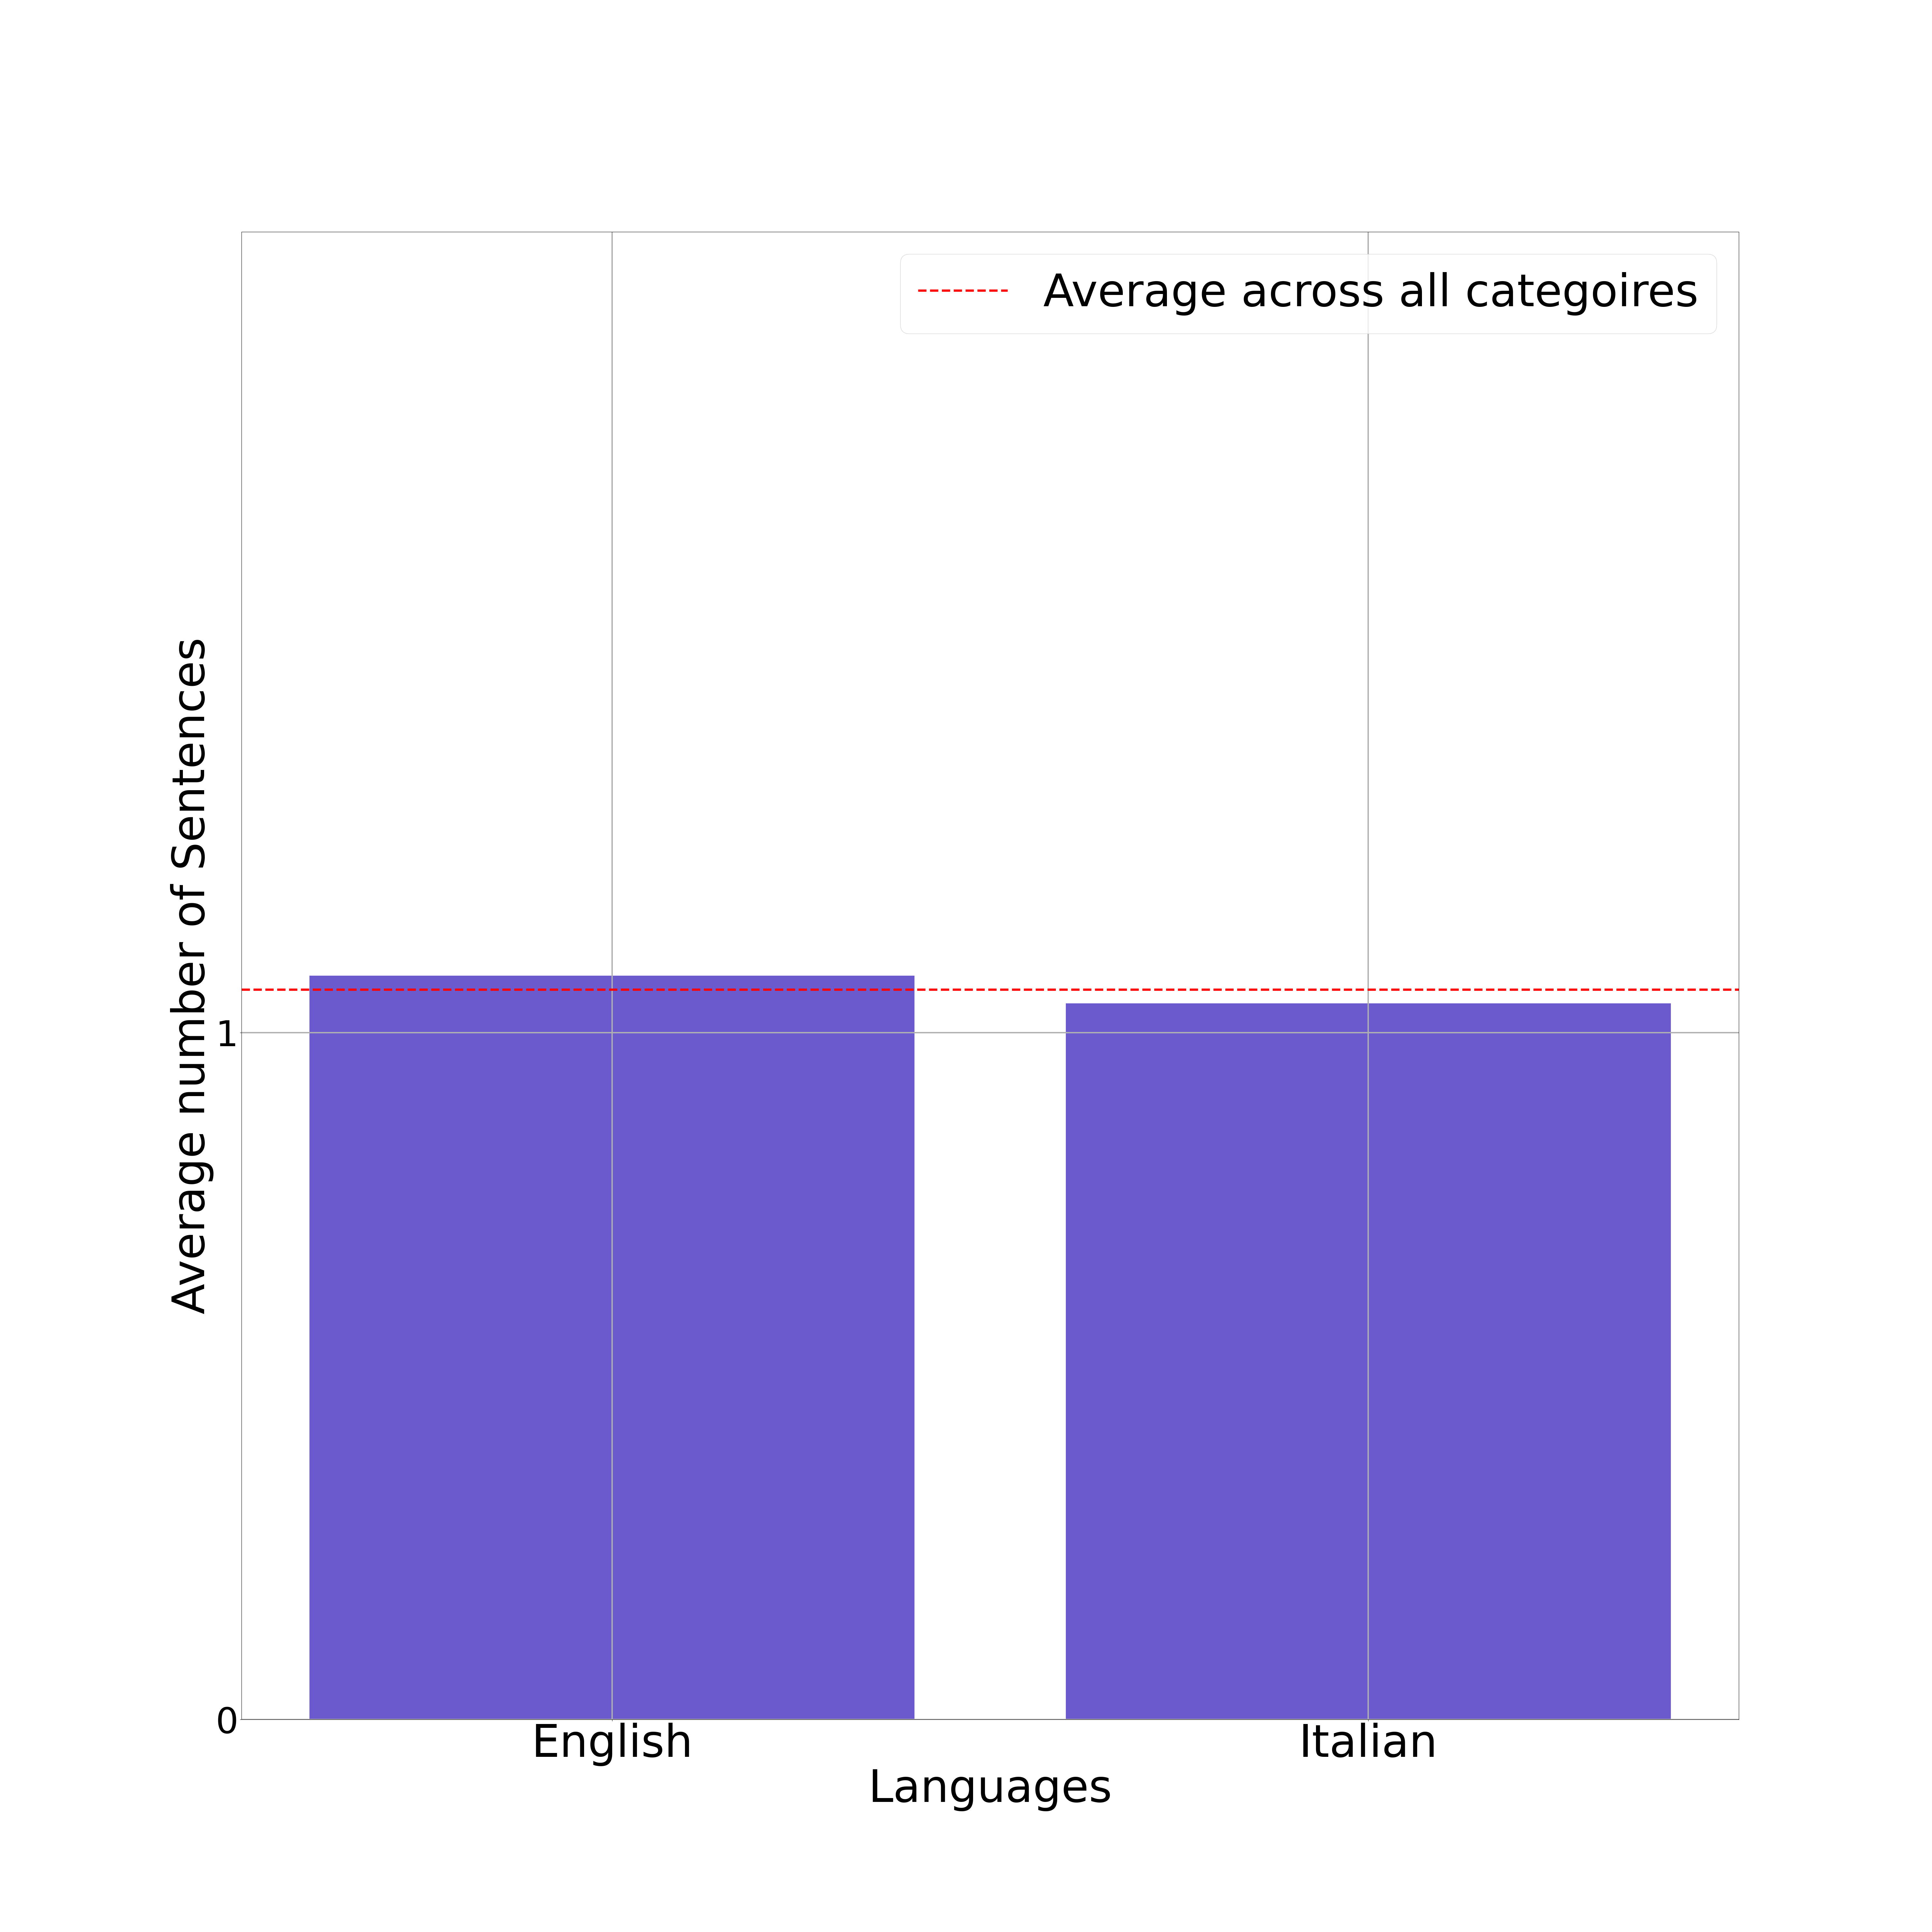 Average across all categoires
Average number of Sentences
1
0
English
Italian
Languages